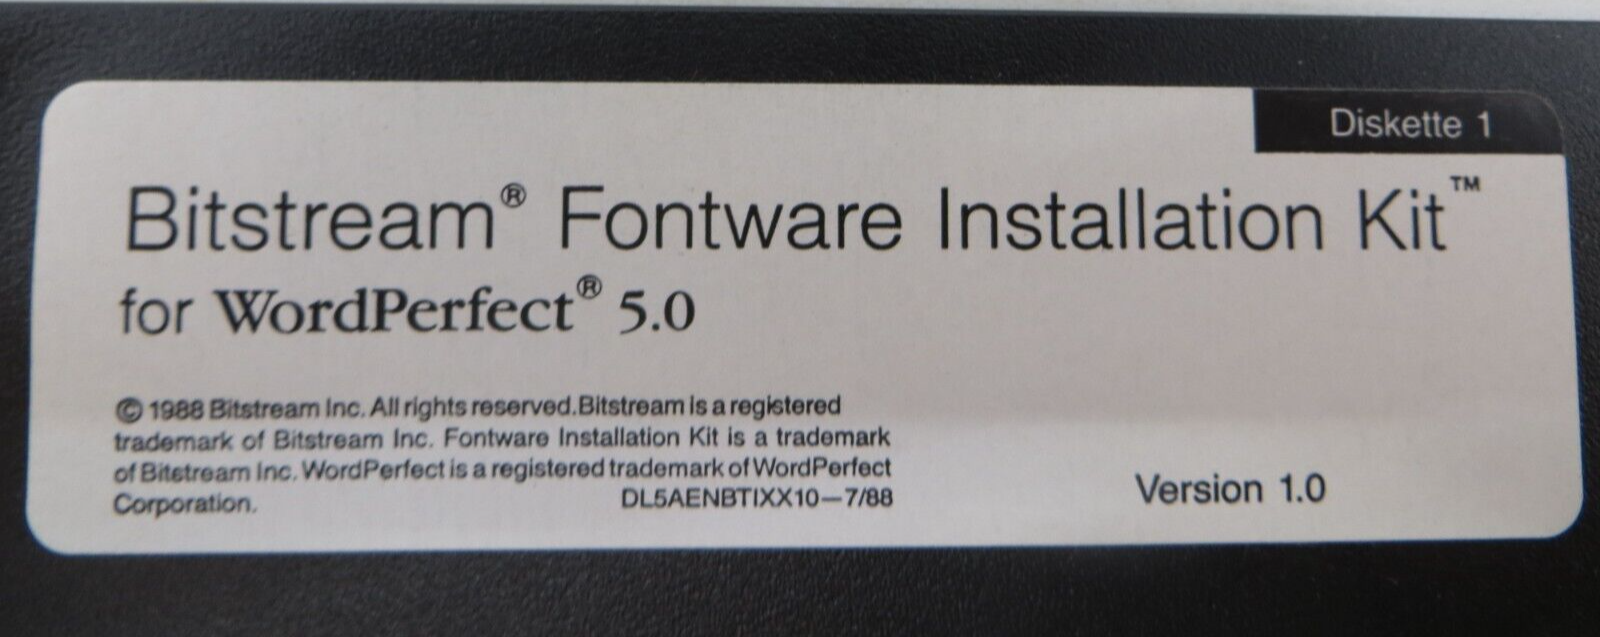 Diskette 1
Bitstream® Fontware Installation Kit™
for WordPerfect® 5.0
© 1988 Bitstream Inc. All rights reserved. Bitstream is a registered
trademark of Bitstream Inc. Fontware Installation Kit is a trademark
of Bitstream Inc. WordPerfect is a registered trademark of WordPerfect
Corporation. DL5AENBTIXX10—7/88
Version 1.0